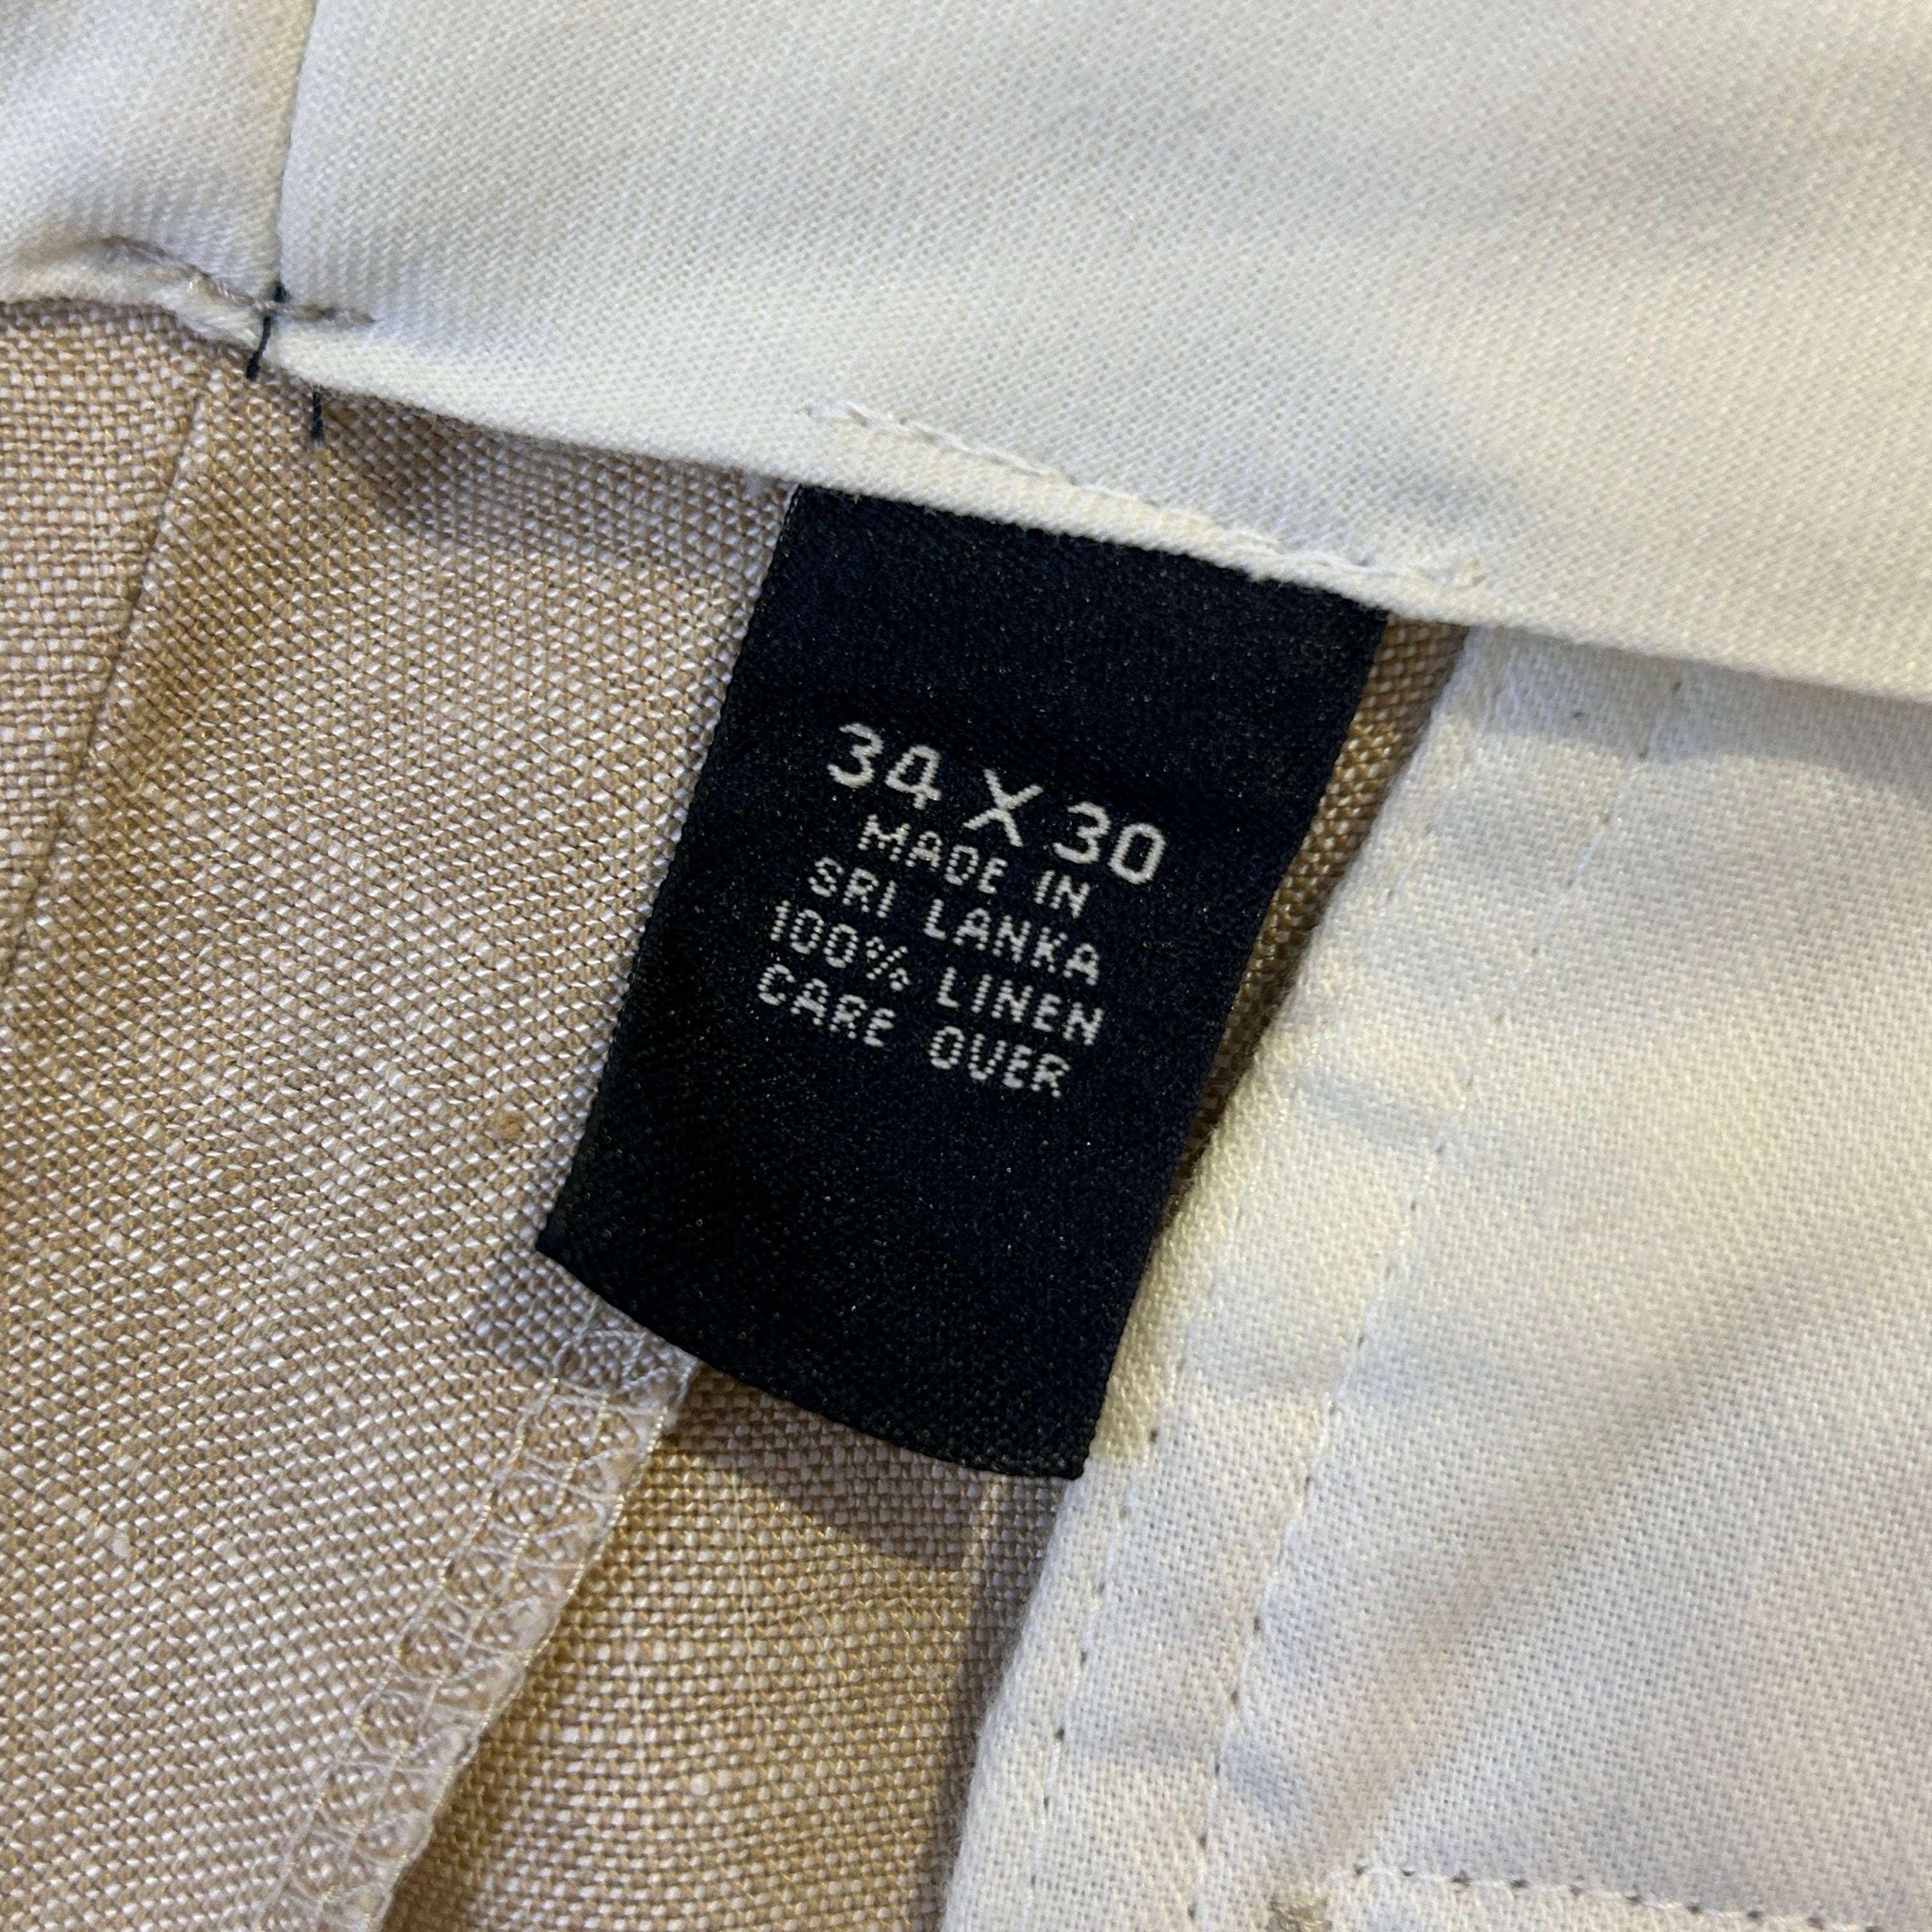 34 X 30
MADE IN
SRI LANKA
100% LINEN
CARE OVER